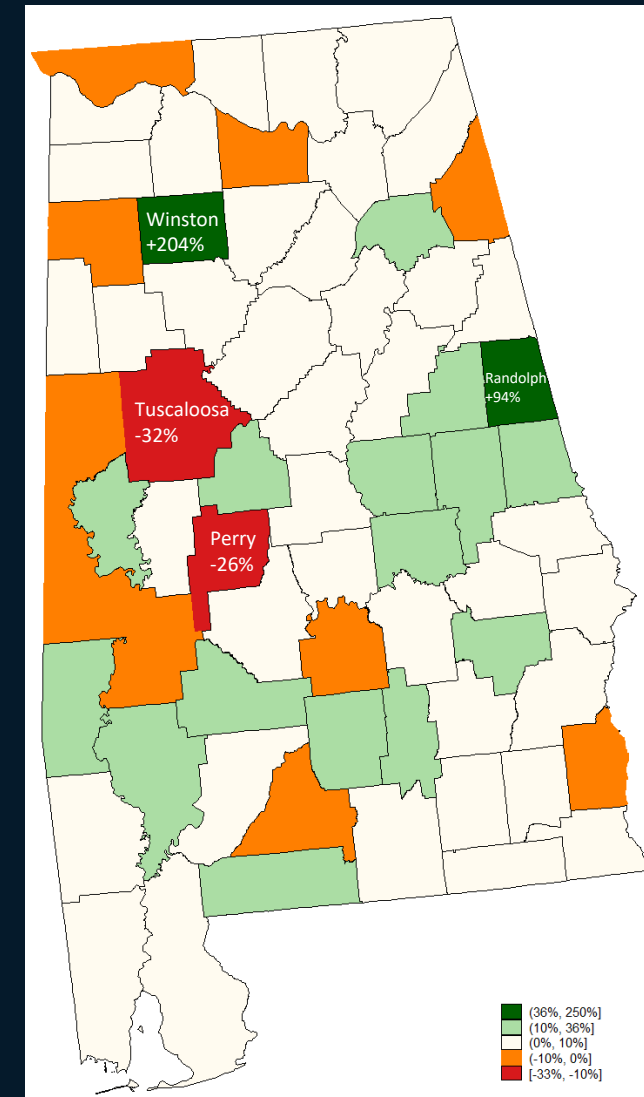 Winston
+204%
Randolph
+94%
Tuscaloosa
-32%
Perry
-26%
(36%, 250%]
(10%, 36%]
(0%, 10%]
(-10%, 0%]
[-33%, -10%]